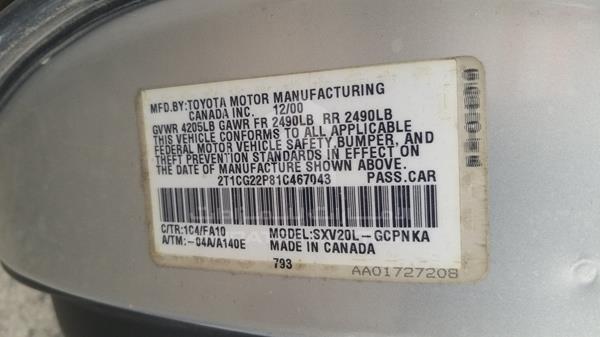 MFD.BY:TOYOTA MOTOR MANUFACTURING
CANADA INC. 12/00
GVWR 4205LB GAWR FR 2490LB RR 2490LB
THIS VEHICLE CONFORMS TO ALL APPLICABLE
FEDERAL MOTOR VEHICLE SAFETY, BUMPER, AND
THEFT PREVENTION STANDARDS IN EFFECT ON
THE DATE OF MANUFACTURE SHOWN ABOVE.
2T1CG22P81C467043 PASS.CAR
C/TR:1C4/FA10 MODEL:SXV20L-GCPNKA
A/TM:-04A/A140E MADE IN CANADA
793
AA01727208